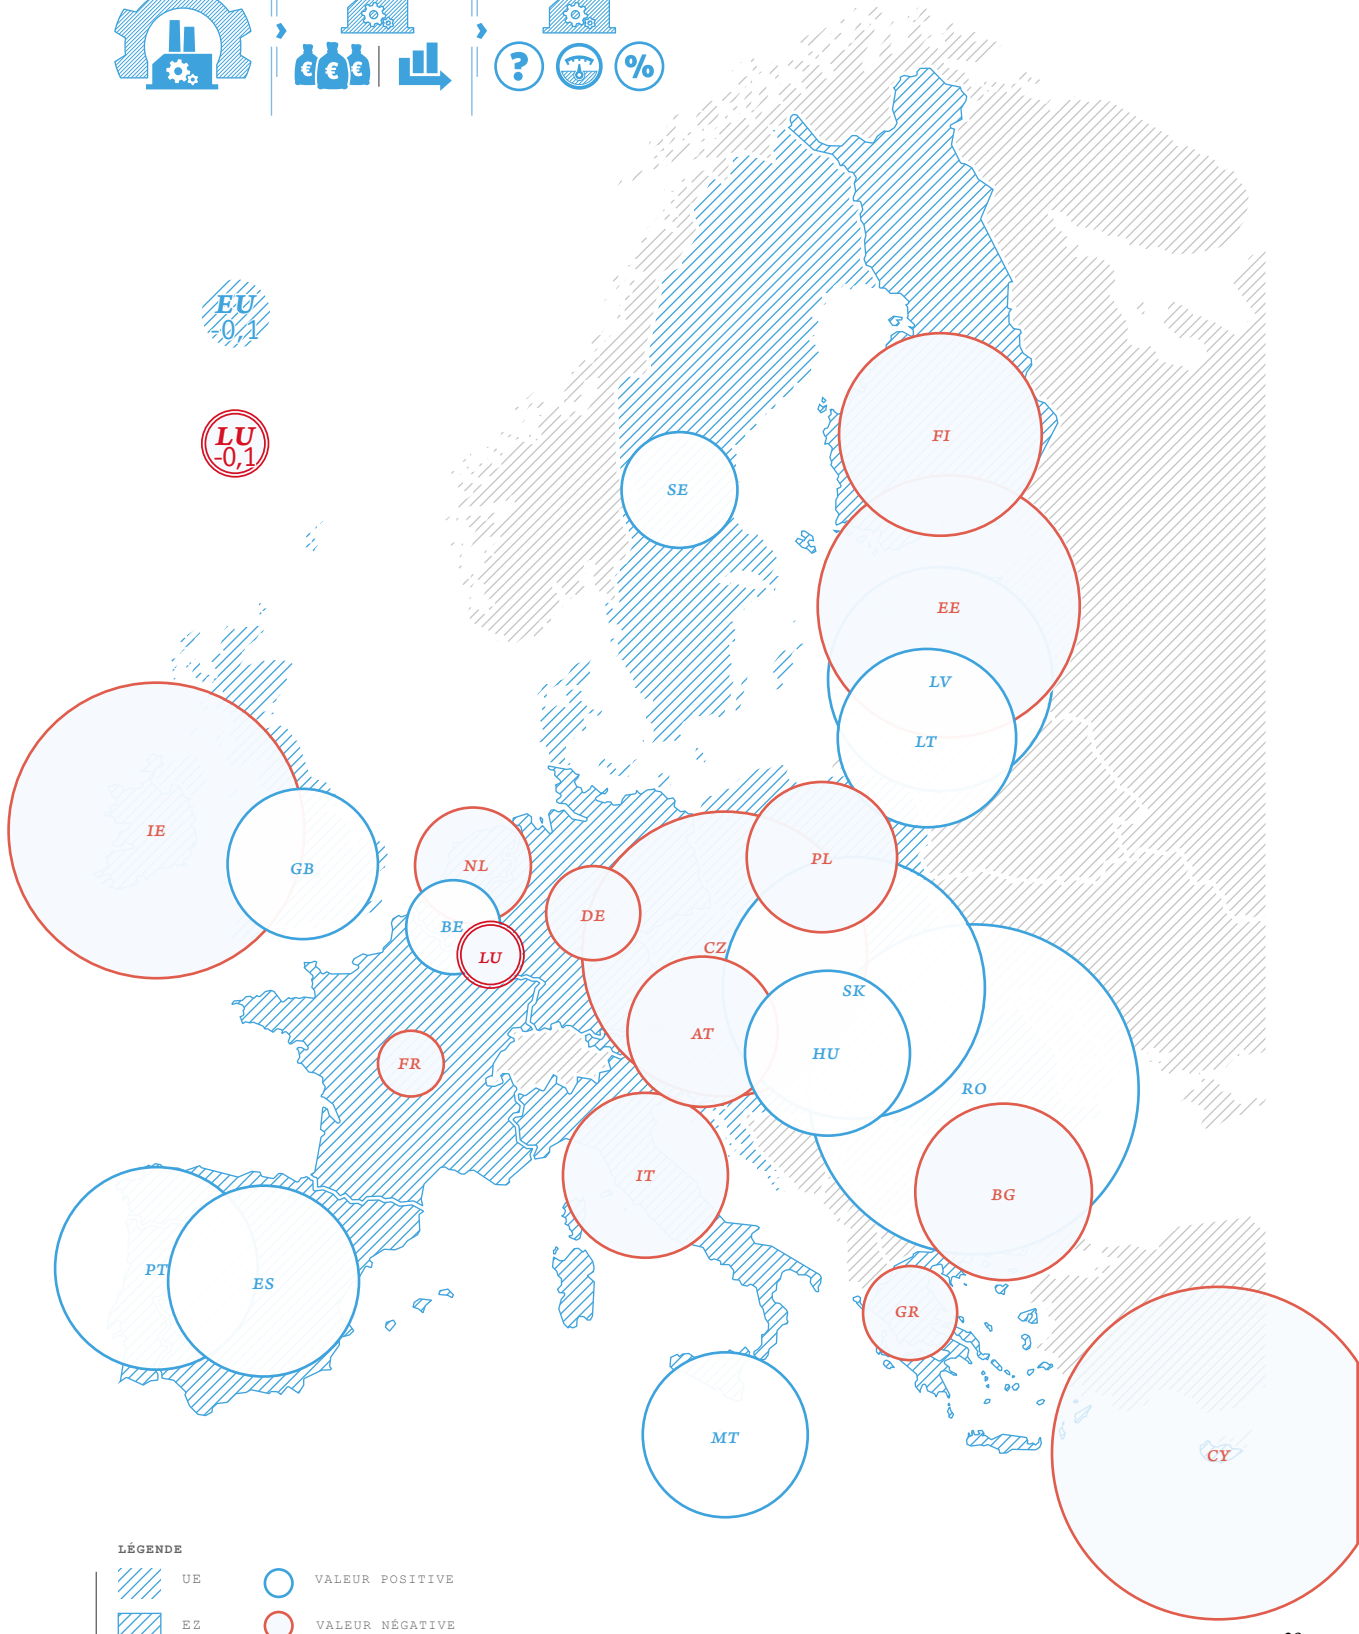 € € € ? %
EU
-0,1
LU
-0,1
FI
SE
EE
LV
LT
IE
GB
NL
PL
DE
BE
CZ
LU
SK
AT
HU
FR
RO
IT
BG
PT
ES
GR
MT
CY
LÉGENDE
UE VALEUR POSITIVE
EZ VALEUR NÉGATIVE